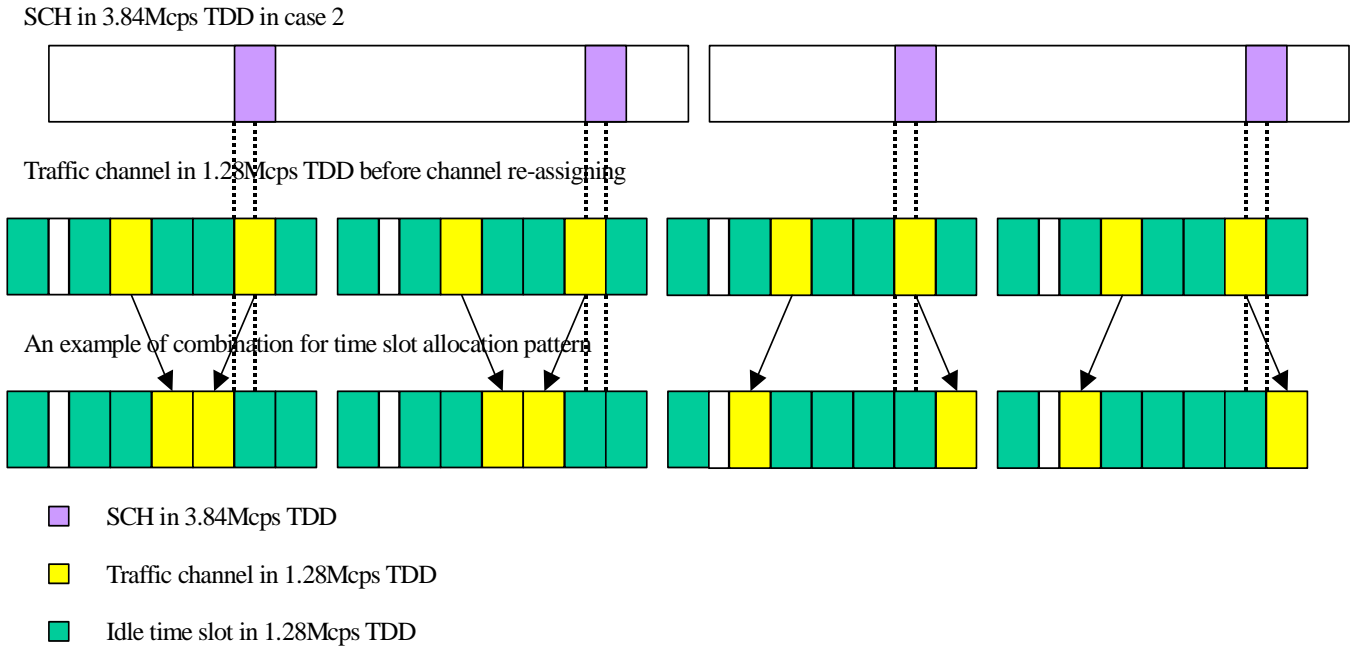 SCH in 3.84Mcps TDD in case 2
Traffic channel in 1.28Mcps TDD before channel re-assigning
An example of combination for time slot allocation pattern
SCH in 3.84Mcps TDD
Traffic channel in 1.28Mcps TDD
Idle time slot in 1.28Mcps TDD